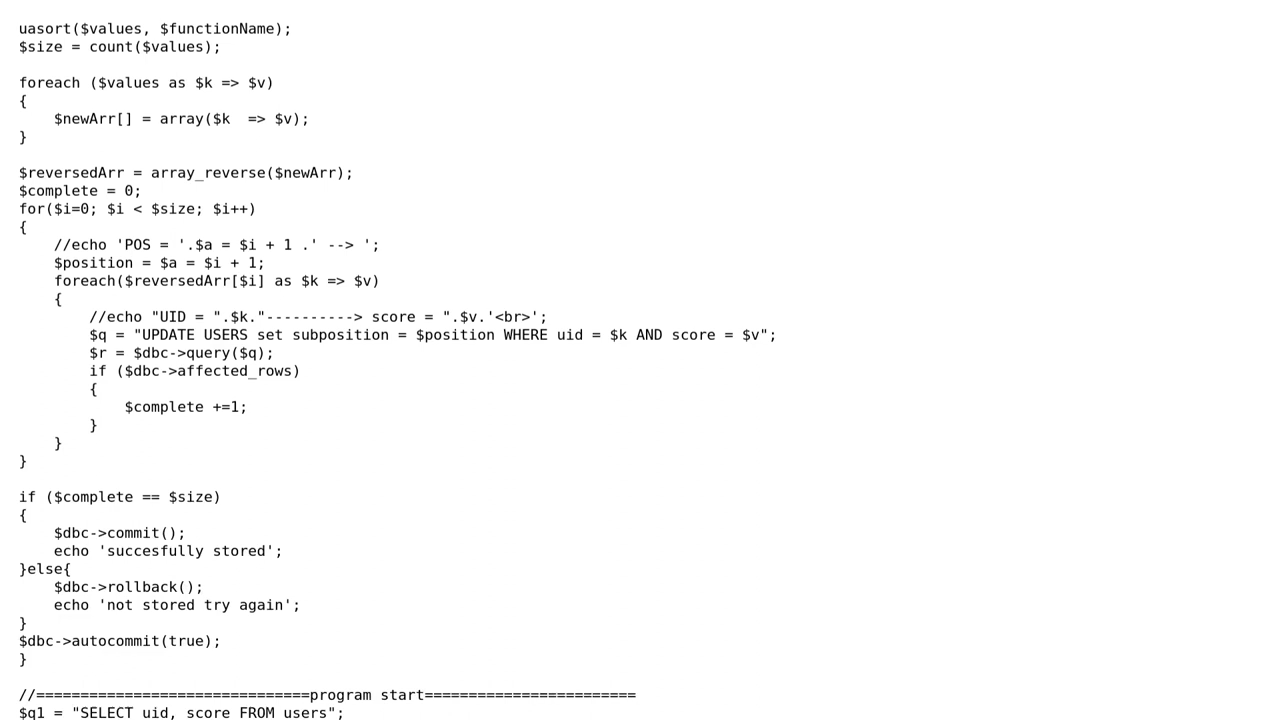 uasort($values, $functionName);
$size = count($values);

foreach ($values as $k => $v)
{
    $newArr[] = array($k  => $v);
}

$reversedArr = array_reverse($newArr);
$complete = 0;
for($i=0; $i < $size; $i++)
{
    //echo 'POS = '.$a = $i + 1 .' --> ';
    $position = $a = $i + 1;
    foreach($reversedArr[$i] as $k => $v)
    {
        //echo "UID = ".$k."----------> score = ".$v.'<br>';
        $q = "UPDATE USERS set subposition = $position WHERE uid = $k AND score = $v";
        $r = $dbc->query($q);
        if ($dbc->affected_rows)
        {
            $complete +=1;
        }
    }
}

if ($complete == $size)
{
    $dbc->commit();
    echo 'succesfully stored';
}else{
    $dbc->rollback();
    echo 'not stored try again';
}
$dbc->autocommit(true);
}

//===============================program start========================
$q1 = "SELECT uid, score FROM users";